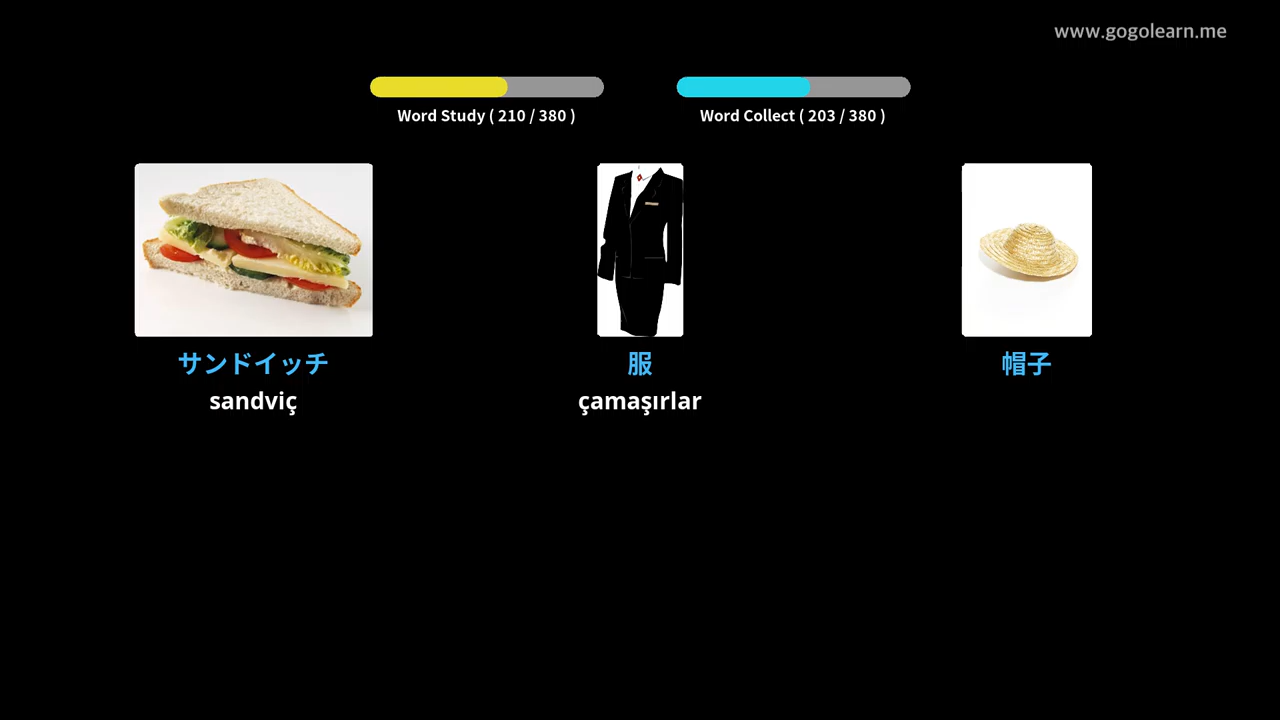 www.gogolearn.me
Word Study ( 210 / 380 )
Word Collect ( 203 / 380 )
サンドイッチ
sandviç
服
çamaşırlar
帽子